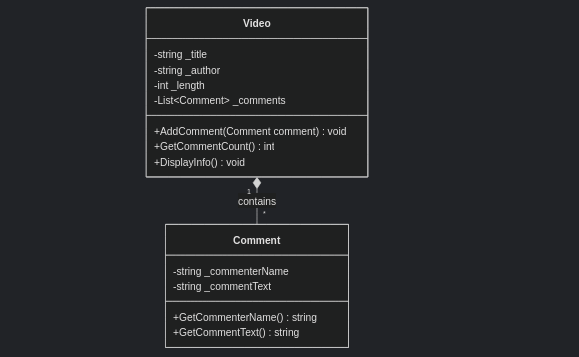 Video
-string _title
-string _author
-int _length
-List<Comment> _comments
+AddComment(Comment comment) : void
+GetCommentCount() : int
+DisplayInfo() : void
1
contains
*
Comment
-string _commenterName
-string _commentText
+GetCommenterName() : string
+GetCommentText() : string